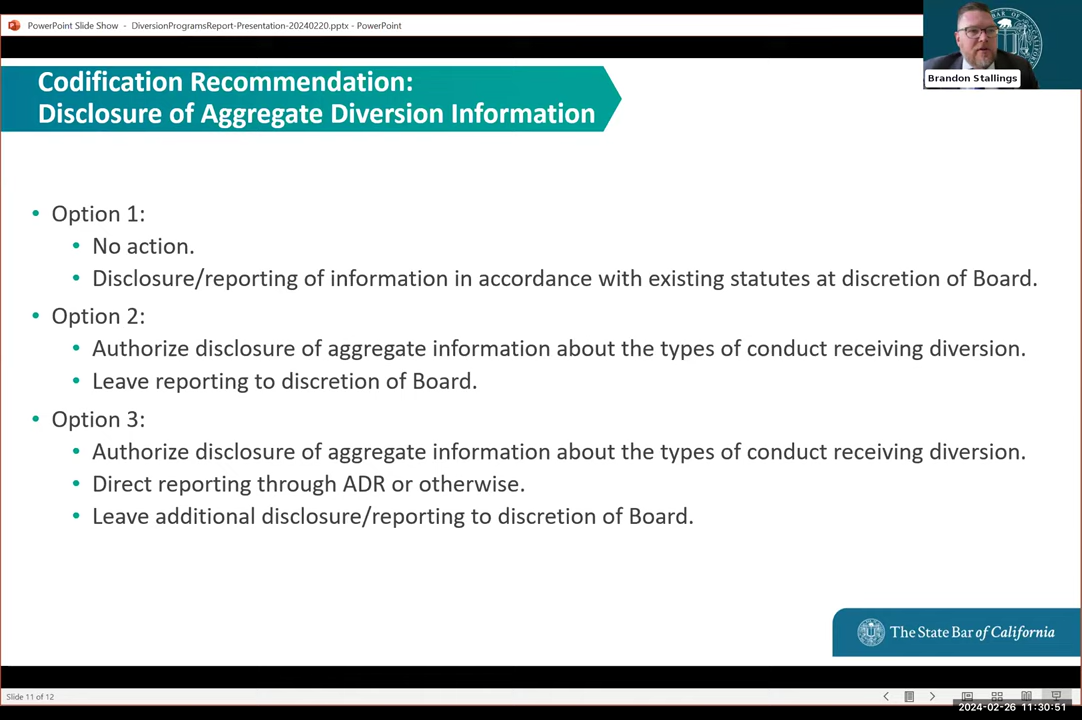 PowerPoint Slide Show - DiversionProgramsReport-Presentation-20240220.pptx - PowerPoint
Brandon Stallings
Codification Recommendation:
Disclosure of Aggregate Diversion Information
• Option 1:
• No action.
• Disclosure/reporting of information in accordance with existing statutes at discretion of Board.
• Option 2:
• Authorize disclosure of aggregate information about the types of conduct receiving diversion.
• Leave reporting to discretion of Board.
• Option 3:
• Authorize disclosure of aggregate information about the types of conduct receiving diversion.
• Direct reporting through ADR or otherwise.
• Leave additional disclosure/reporting to discretion of Board.
The State Bar of California
Slide 11 of 12
2024-02-26 11:30:51